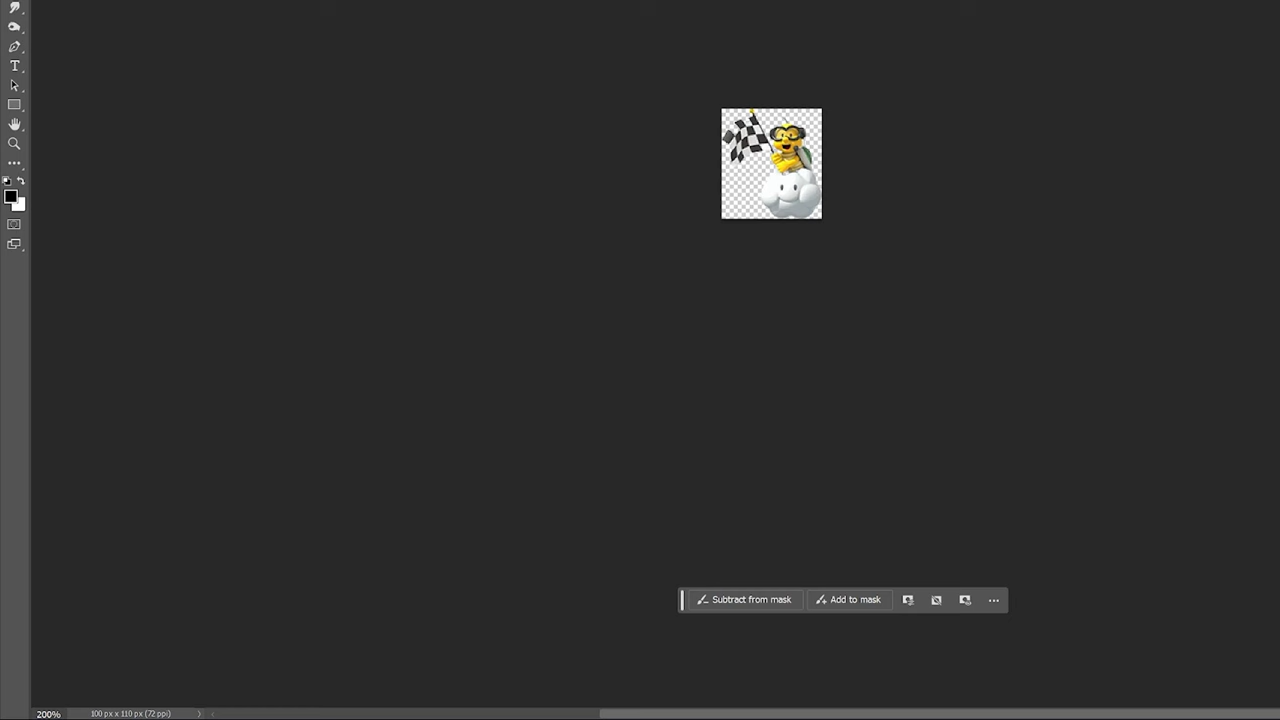 T
Subtract from mask
Add to mask
200%
100 px x 110 px (72 ppi)